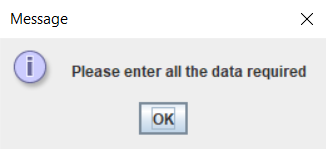 Message
Please enter all the data required
OK